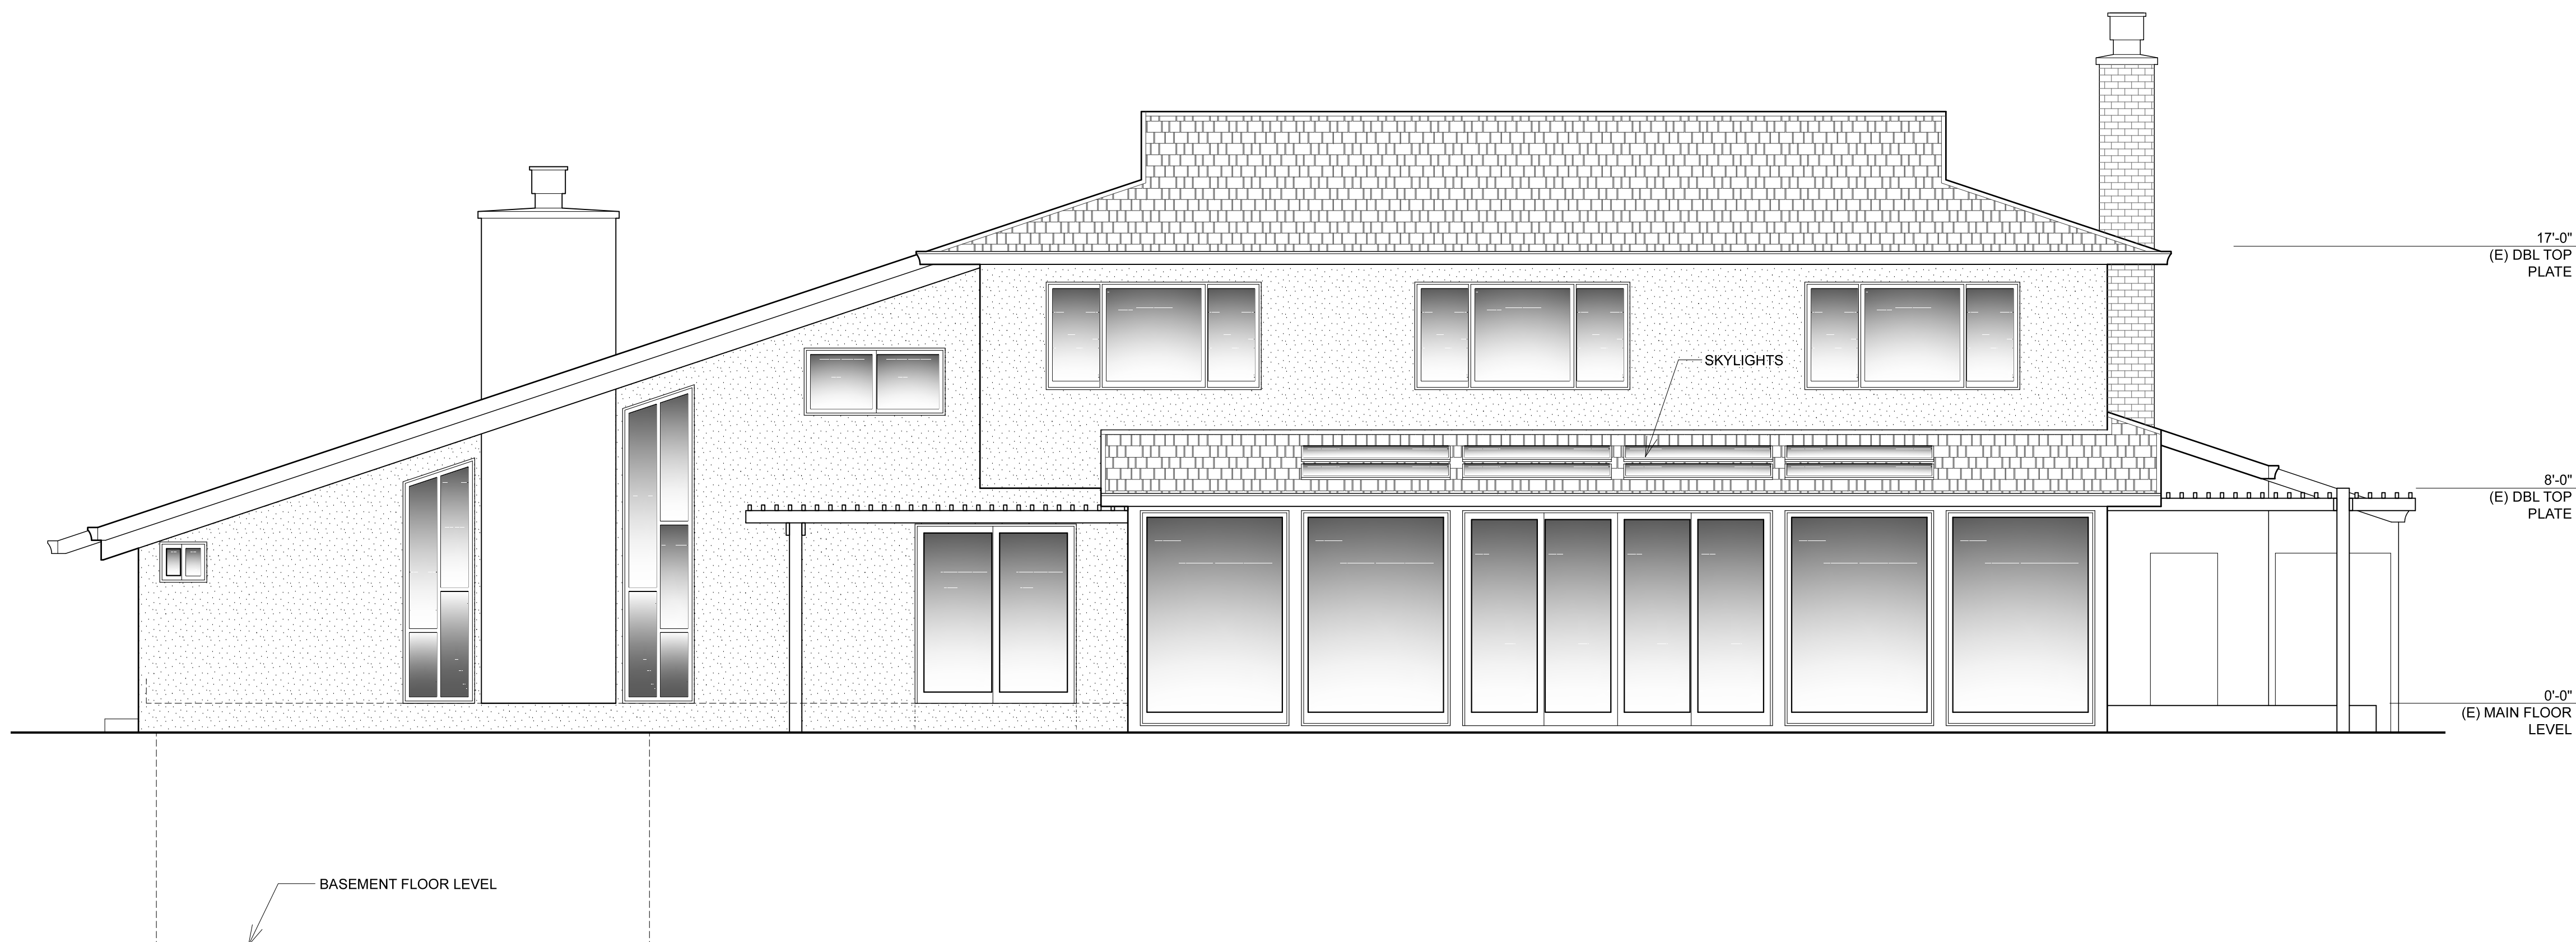 17'-0"
(E) DBL TOP
PLATE
SKYLIGHTS
8'-0"
(E) DBL TOP
PLATE
0'-0"
(E) MAIN FLOOR
LEVEL
BASEMENT FLOOR LEVEL